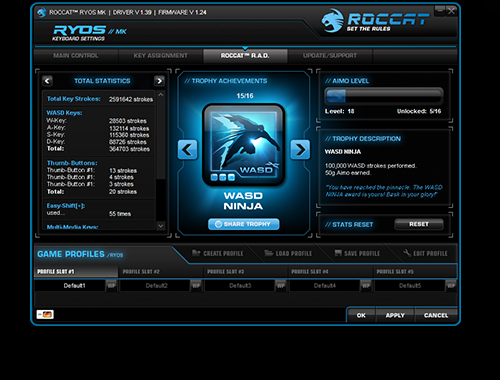 ROCCAT™ RYOS MK | DRIVER V 1.39 | FIRMWARE V 1.24
RYOS // MK
KEYBOARD SETTINGS
ROCCAT
SET THE RULES
MAIN CONTROL
KEY ASSIGNMENT
ROCCAT™ R.A.D.
UPDATE/SUPPORT
TOTAL STATISTICS
Total Key Strokes: 2591642 strokes
WASD Keys:
W-Key: 28503 strokes
A-Key: 132114 strokes
S-Key: 115360 strokes
D-Key: 88726 strokes
Total: 364703 strokes
Thumb-Buttons:
Thumb-Button #1: 13 strokes
Thumb-Button #1: 4 strokes
Thumb-Button #1: 3 strokes
Total: 20 strokes
Easy-Shift[+]:
used... 55 times
Multi-Media Keys:
// TROPHY ACHIEVEMENTS
15/16
WASD
WASD
NINJA
SHARE TROPHY
// AIMO LEVEL
Level: 18 Unlocked: 5/16
// TROPHY DESCRIPTION
WASD NINJA
100,000 WASD strokes performed.
50g Aimo earned.
"You have reached the pinnacle. The WASD
NINJA award is yours! Bask in your glory"
// STATS RESET
RESET
GAME PROFILES /RYOS
CREATE PROFILE
LOAD PROFILE
SAVE PROFILE
EDIT PROFILE
PROFILE SLOT #1
PROFILE SLOT #2
PROFILE SLOT #3
PROFILE SLOT #4
PROFILE SLOT #5
Default1
Default2
Default3
Default4
Default5
OK
APPLY
CANCEL